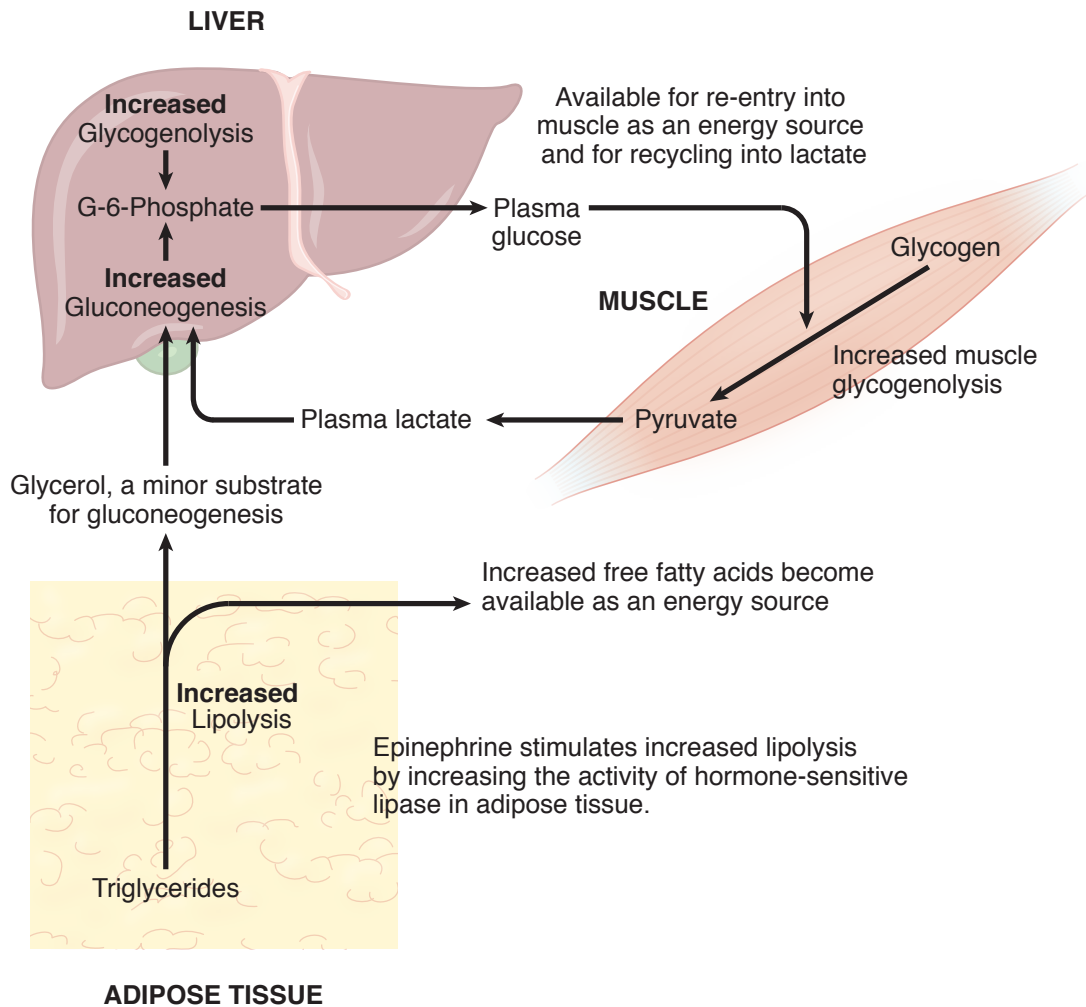 LIVER
Increased
Glycogenolysis
G-6-Phosphate
Increased
Gluconeogenesis
Available for re-entry into
muscle as an energy source
and for recycling into lactate
Plasma
glucose
MUSCLE
Glycogen
Increased muscle
glycogenolysis
Pyruvate
Plasma lactate
Glycerol, a minor substrate
for gluconeogenesis
Increased free fatty acids become
available as an energy source
Increased
Lipolysis
Epinephrine stimulates increased lipolysis
by increasing the activity of hormone-sensitive
lipase in adipose tissue.
Triglycerides
ADIPOSE TISSUE